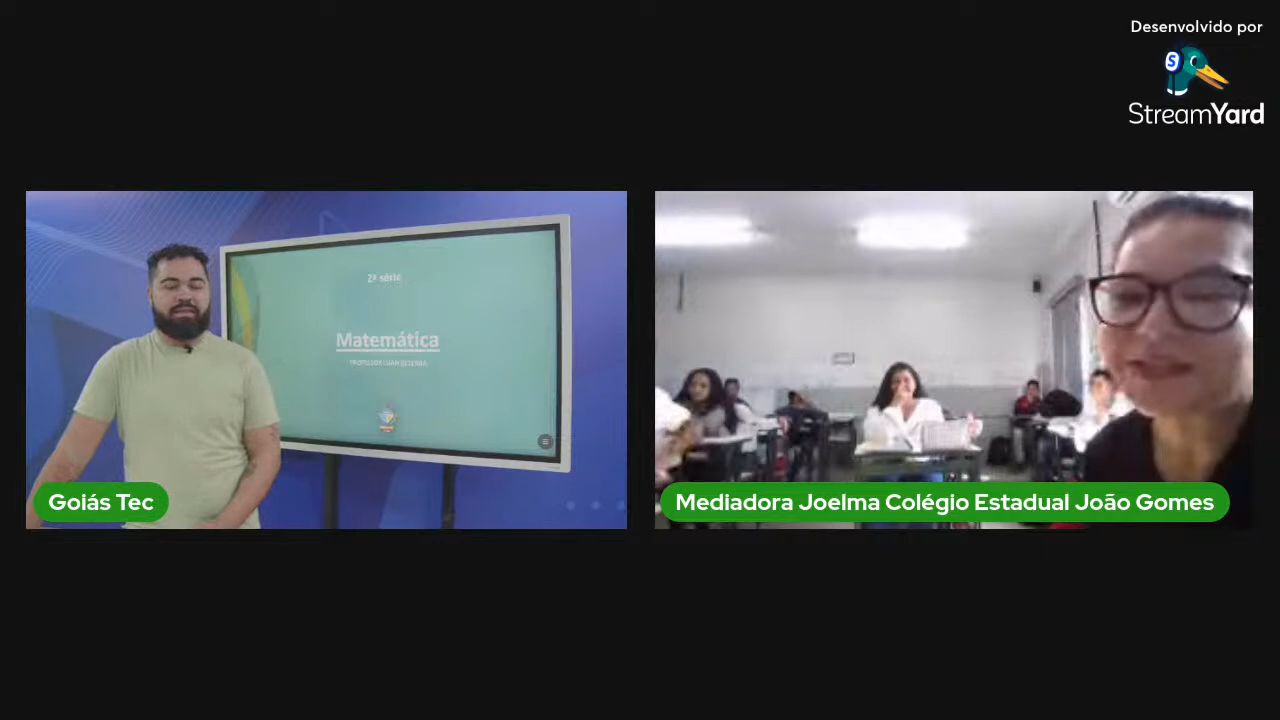 Desenvolvido por
S
StreamYard
2ª série
Matemática
Goiás Tec
Mediadora Joelma Colégio Estadual João Gomes